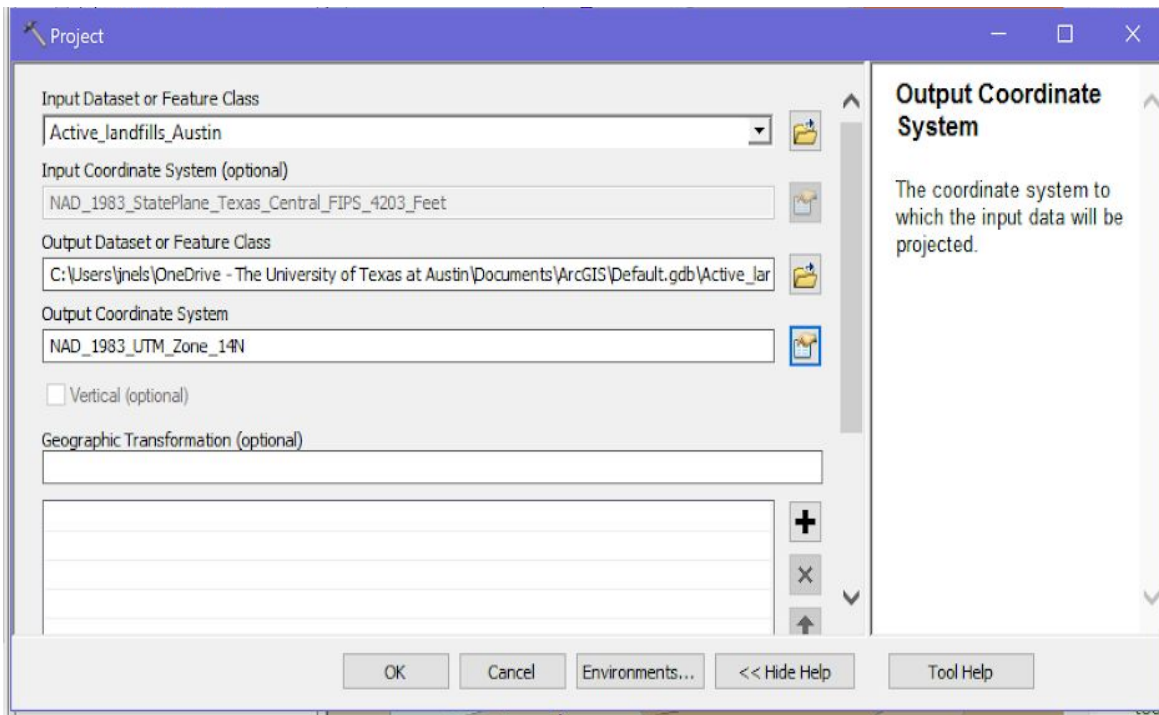 Project
Input Dataset or Feature Class
Active_landfills_Austin
Input Coordinate System (optional)
NAD_1983_StatePlane_Texas_Central_FIPS_4203_Feet
Output Dataset or Feature Class
C:\Users\jnels\OneDrive - The University of Texas at Austin\Documents\ArcGIS\Default.gdb\Active_lar
Output Coordinate System
NAD_1983_UTM_Zone_14N
Vertical (optional)
Geographic Transformation (optional)
OK
Cancel
Environments...
<< Hide Help
Tool Help
Output Coordinate
System
The coordinate system to
which the input data will be
projected.